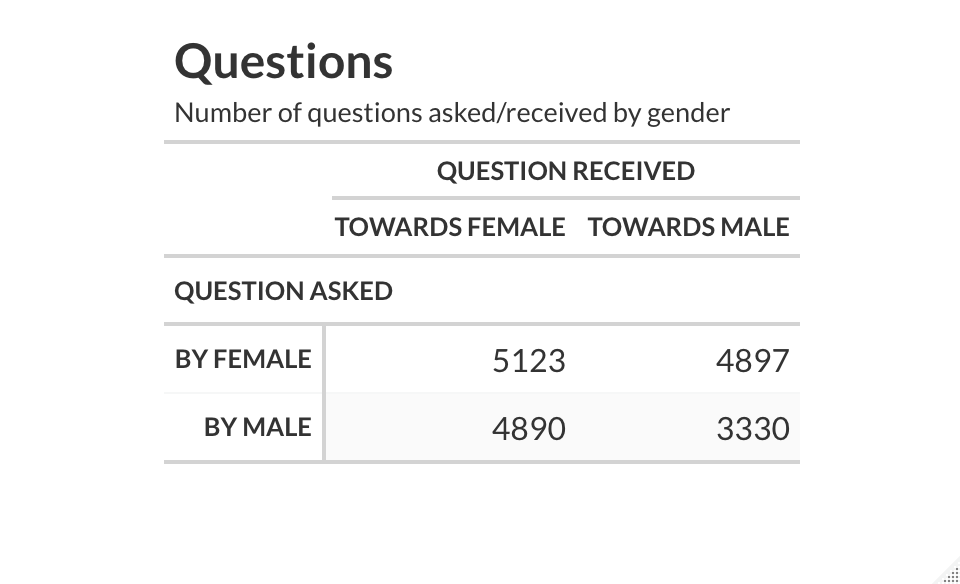 Questions
Number of questions asked/received by gender
QUESTION RECEIVED
TOWARDS FEMALE TOWARDS MALE
QUESTION ASKED
BY FEMALE 5123 4897
BY MALE 4890 3330